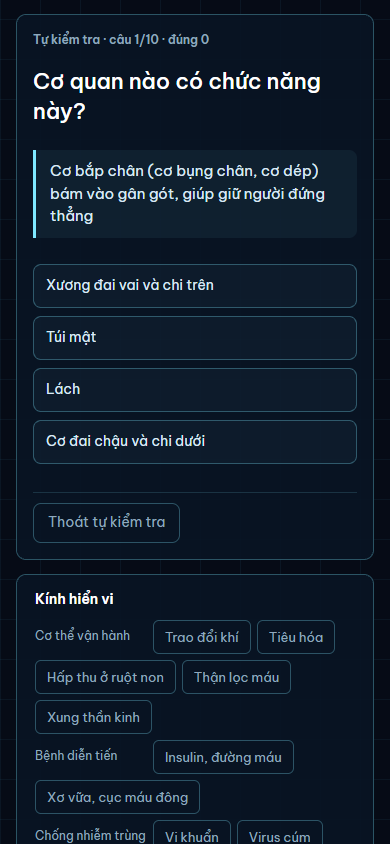 Tự kiểm tra · câu 1/10 · đúng 0
Cơ quan nào có chức năng
này?
Cơ bắp chân (cơ bụng chân, cơ dép)
bám vào gân gót, giúp giữ người đứng
thẳng
Xương đai vai và chi trên
Túi mật
Lách
Cơ đai chậu và chi dưới
Thoát tự kiểm tra
Kính hiển vi
Cơ thể vận hành
Trao đổi khí
Tiêu hóa
Hấp thu ở ruột non
Thận lọc máu
Xung thần kinh
Bệnh diễn tiến
Insulin, đường máu
Xơ vữa, cục máu đông
Chống nhiễm trùng
Vi khuẩn
Virus cúm